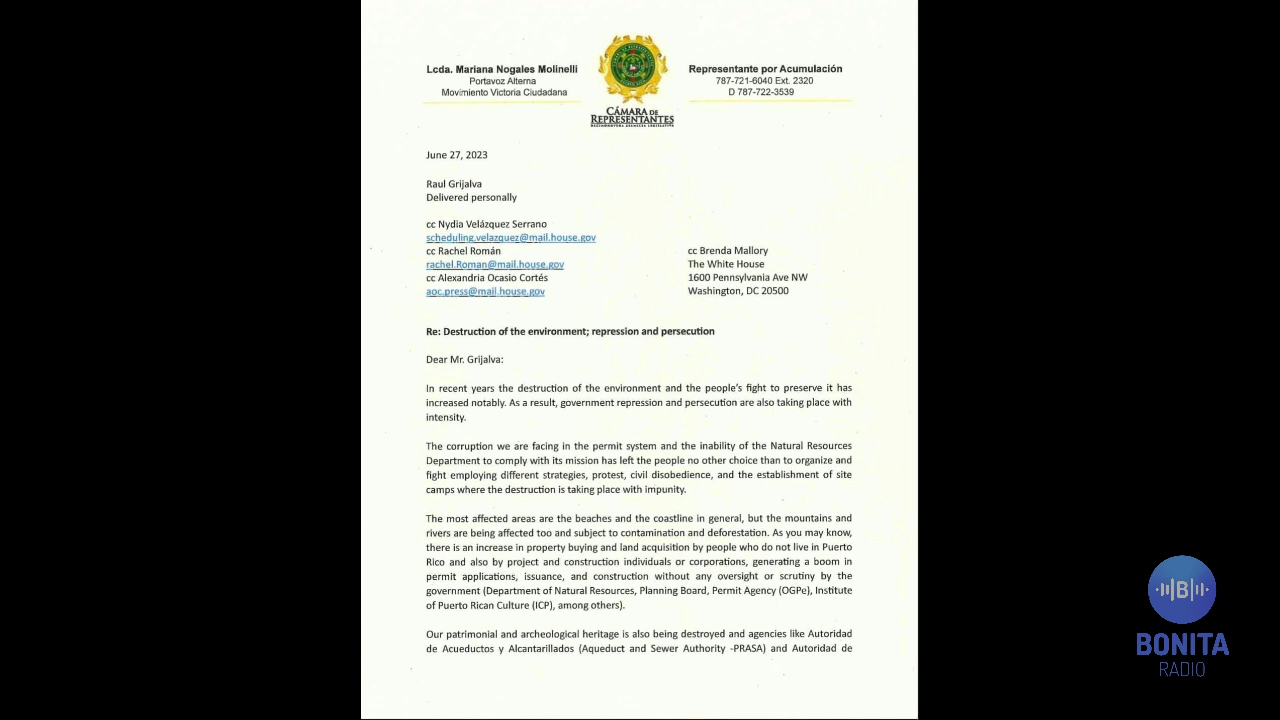 Lcda. Mariana Nogales Molinelli
Portavoz Alterna
Movimiento Victoria Ciudadana
CÁMARA DE
REPRESENTANTES
Representante por Acumulación
787-721-6040 Ext. 2320
D 787-722-3539
June 27, 2023
Raul Grijalva
Delivered personally
cc Nydia Velázquez Serrano
scheduling.velazquez@mail.house.gov
cc Rachel Román
rachel.Roman@mail.house.gov
cc Alexandria Ocasio Cortés
aoc.press@mail.house.gov
cc Brenda Mallory
The White House
1600 Pennsylvania Ave NW
Washington, DC 20500
Re: Destruction of the environment; repression and persecution
Dear Mr. Grijalva:
In recent years the destruction of the environment and the people's fight to preserve it has
increased notably. As a result, government repression and persecution are also taking place with
intensity.
The corruption we are facing in the permit system and the inability of the Natural Resources
Department to comply with its mission has left the people no other choice than to organize and
fight employing different strategies, protest, civil disobedience, and the establishment of site
camps where the destruction is taking place with impunity.
The most affected areas are the beaches and the coastline in general, but the mountains and
rivers are being affected too and subject to contamination and deforestation. As you may know,
there is an increase in property buying and land acquisition by people who do not live in Puerto
Rico and also by project and construction individuals or corporations, generating a boom in
permit applications, issuance, and construction without any oversight or scrutiny by the
government (Department of Natural Resources, Planning Board, Permit Agency (OGPe), Institute
of Puerto Rican Culture (ICP), among others).
Our patrimonial and archeological heritage is also being destroyed and agencies like Autoridad
de Acueductos y Alcantarillados (Aqueduct and Sewer Authority -PRASA) and Autoridad de
B
BONITA
RADIO